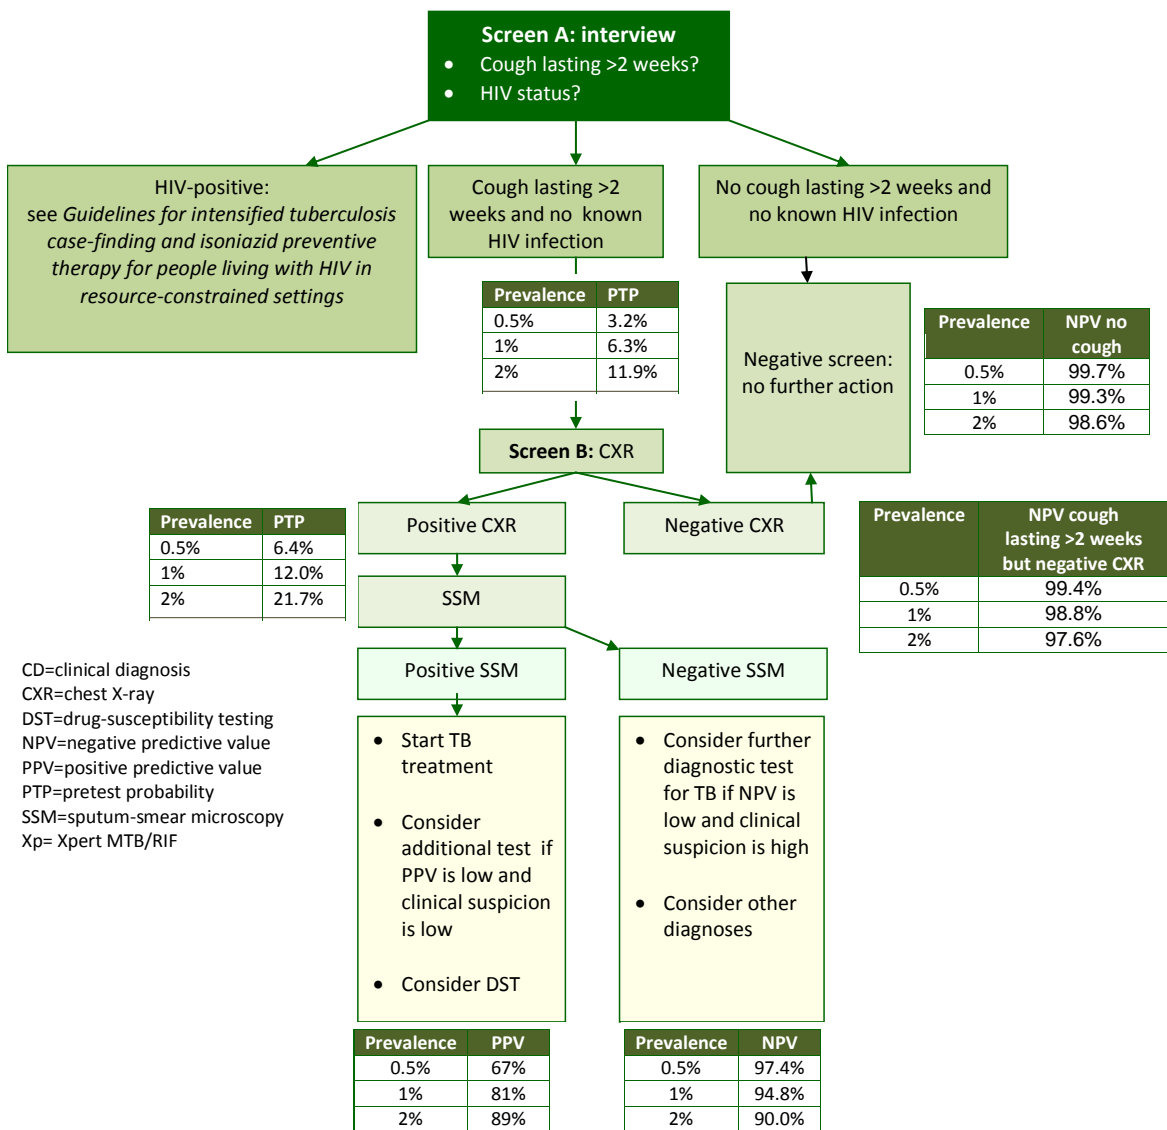 Screen A: interview
• Cough lasting >2 weeks?
• HIV status?
HIV-positive:
see Guidelines for intensified tuberculosis
case-finding and isoniazid preventive
therapy for people living with HIV in
resource-constrained settings
Cough lasting >2
weeks and no known
HIV infection
No cough lasting >2 weeks and
no known HIV infection
Prevalence PTP
0.5% 3.2%
1% 6.3%
2% 11.9%
Negative screen:
no further action
Prevalence NPV no
cough
0.5% 99.7%
1% 99.3%
2% 98.6%
Screen B: CXR
Positive CXR
Negative CXR
Prevalence PTP
0.5% 6.4%
1% 12.0%
2% 21.7%
Prevalence NPV cough
lasting >2 weeks
but negative CXR
0.5% 99.4%
1% 98.8%
2% 97.6%
SSM
Positive SSM
Negative SSM
CD=clinical diagnosis
CXR=chest X-ray
DST=drug-susceptibility testing
NPV=negative predictive value
PPV=positive predictive value
PTP=pretest probability
SSM=sputum-smear microscopy
Xp= Xpert MTB/RIF
• Start TB
treatment
• Consider
additional test if
PPV is low and
clinical suspicion
is low
• Consider DST
• Consider further
diagnostic test
for TB if NPV is
low and clinical
suspicion is high
• Consider other
diagnoses
Prevalence PPV
0.5% 67%
1% 81%
2% 89%
Prevalence NPV
0.5% 97.4%
1% 94.8%
2% 90.0%